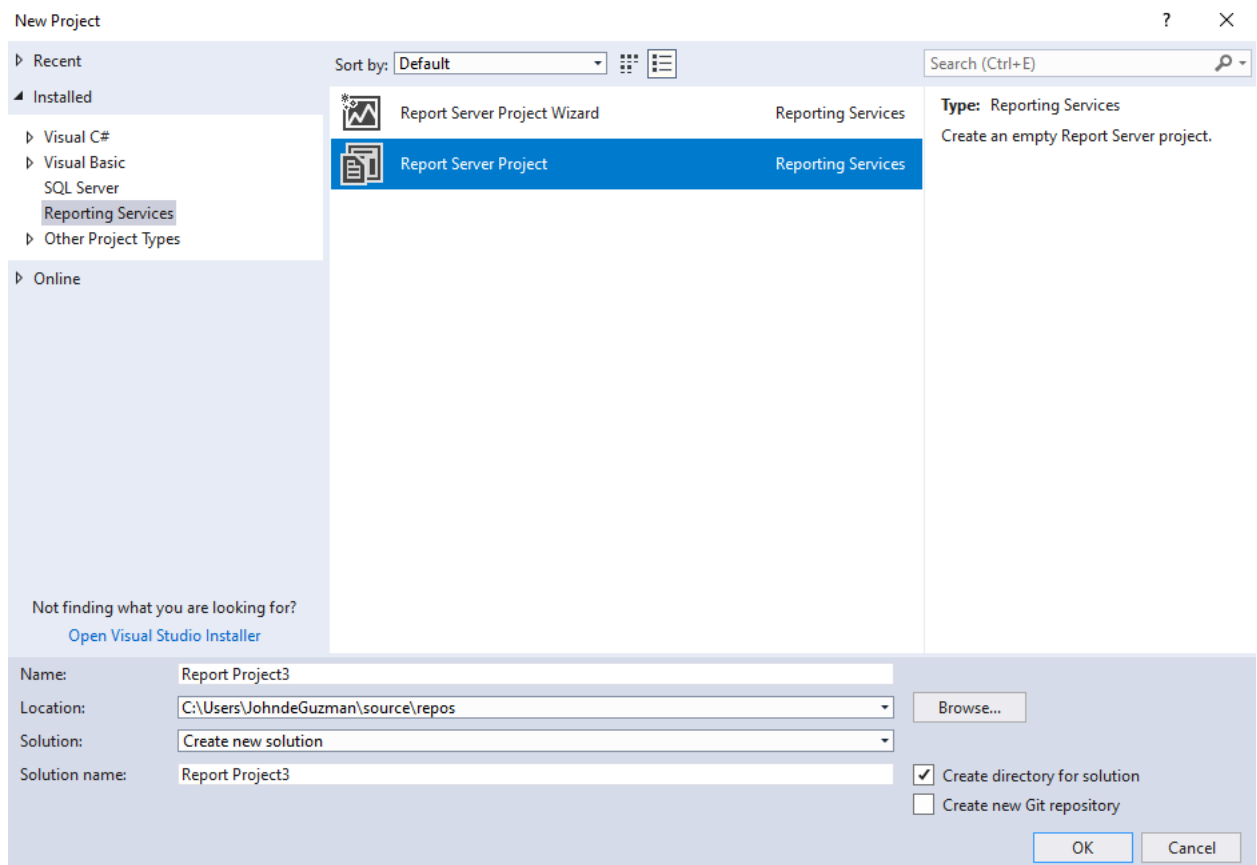 New Project
?
Recent
Installed
Visual C#
Visual Basic
SQL Server
Reporting Services
Other Project Types
Online
Not finding what you are looking for?
Open Visual Studio Installer
Sort by: Default
Report Server Project Wizard Reporting Services
Report Server Project Reporting Services
Search (Ctrl+E)
Type: Reporting Services
Create an empty Report Server project.
Name: Report Project3
Location: C:\Users\JohndeGuzman\source\repos Browse...
Solution: Create new solution
Solution name: Report Project3
Create directory for solution
Create new Git repository
OK Cancel